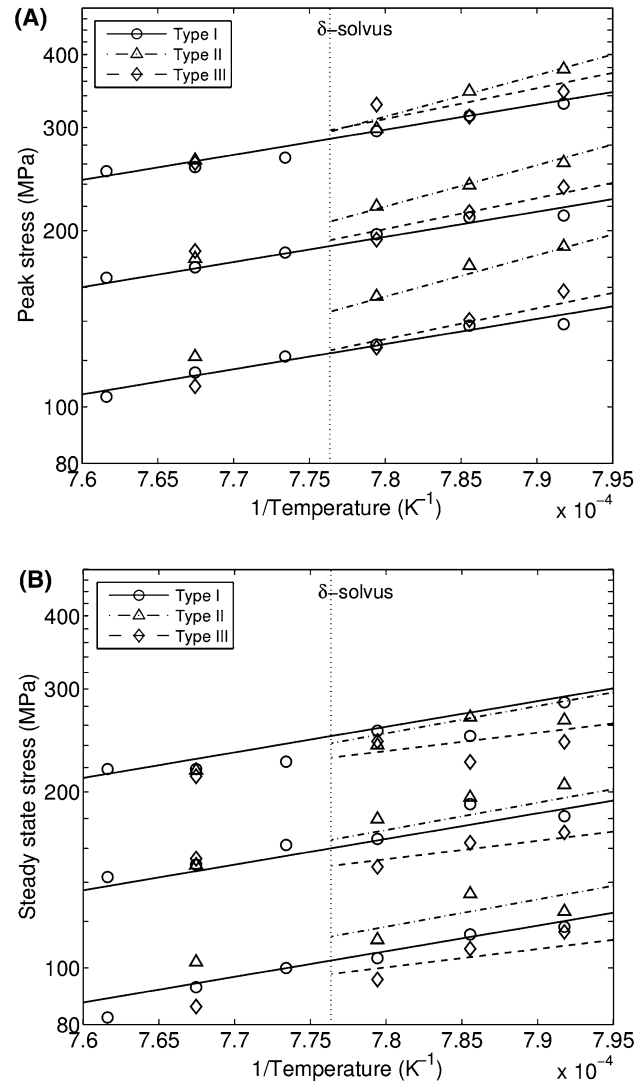 (A)
δ−solvus
Type I
Type II
Type III
400
300
200
100
80
Peak stress (MPa)
7.6 7.65 7.7 7.75 7.8 7.85 7.9 7.95
1/Temperature (K⁻¹)
x 10⁻⁴
(B)
δ−solvus
Type I
Type II
Type III
400
300
200
100
80
Steady state stress (MPa)
7.6 7.65 7.7 7.75 7.8 7.85 7.9 7.95
1/Temperature (K⁻¹)
x 10⁻⁴